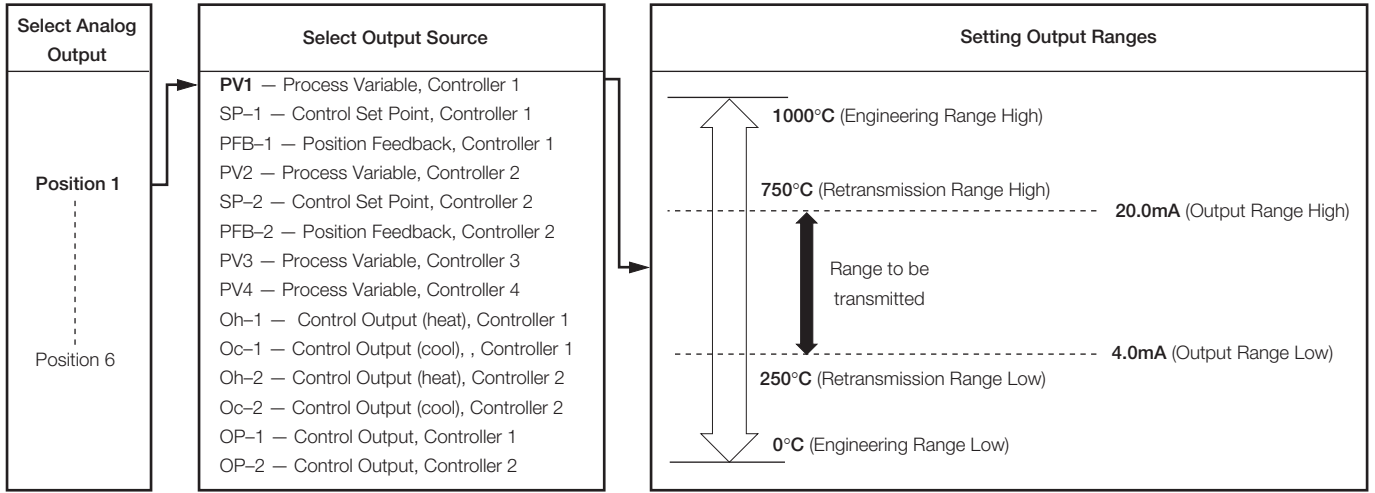 Select Analog
Output
Position 1
Position 6
Select Output Source
PV1 — Process Variable, Controller 1
SP–1 — Control Set Point, Controller 1
PFB–1 — Position Feedback, Controller 1
PV2 — Process Variable, Controller 2
SP–2 — Control Set Point, Controller 2
PFB–2 — Position Feedback, Controller 2
PV3 — Process Variable, Controller 3
PV4 — Process Variable, Controller 4
Oh–1 — Control Output (heat), Controller 1
Oc–1 — Control Output (cool), , Controller 1
Oh–2 — Control Output (heat), Controller 2
Oc–2 — Control Output (cool), Controller 2
OP–1 — Control Output, Controller 1
OP–2 — Control Output, Controller 2
Setting Output Ranges
1000°C (Engineering Range High)
750°C (Retransmission Range High)
20.0mA (Output Range High)
Range to be
transmitted
4.0mA (Output Range Low)
250°C (Retransmission Range Low)
0°C (Engineering Range Low)